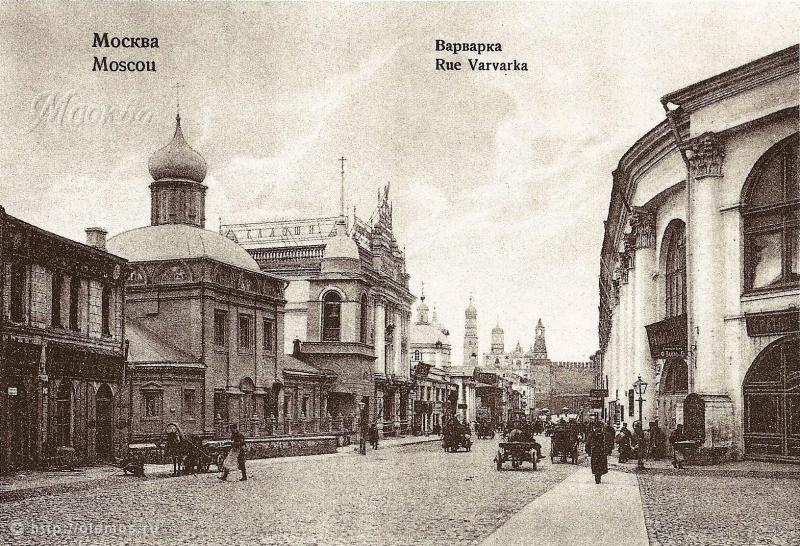 Москва
Moscou
Варварка
Rue Varvarka
Москва
http://oldmos.ru